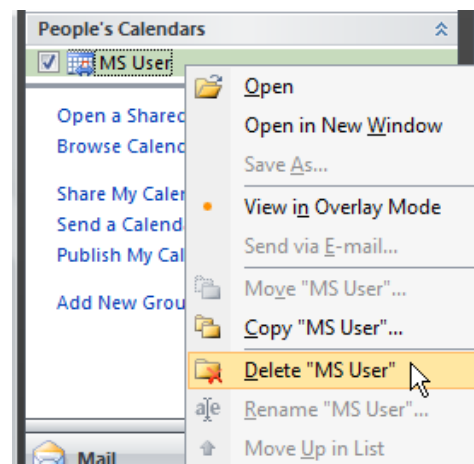 People's Calendars
MS User
Open a Shared
Browse Calenc
Share My Caler
Send a Calend
Publish My Cal
Add New Grou
Mail
Open
Open in New Window
Save As...
View in Overlay Mode
Send via E-mail...
Move "MS User"...
Copy "MS User"...
Delete "MS User"
Rename "MS User"...
Move Up in List